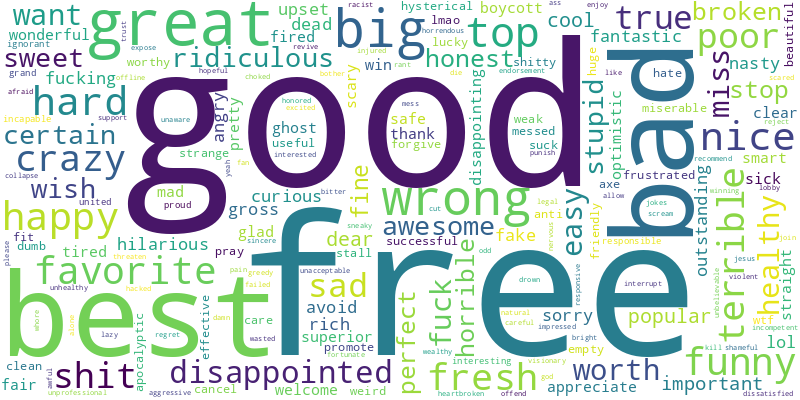 good
free
best
bad
great
big
top
true
want
broken
poor
sweet
ridiculous
honest
fantastic
hard
certain
crazy
wish
happy
favorite
shit
disappointed
nice
miss
stop
wrong
awesome
fine
sad
fuck
horrible
perfect
fresh
funny
terrible
healthy
easy
stupid
worth
popular
important
appreciate
outstanding
optimistic
disappointing
upset
dead
fired
hysterical
lmao
lucky
boycott
cool
win
shitty
wonderful
worthy
fucking
ignorant
grand
afraid
incapable
support
collapse
united
trust
expose
revive
racist
horrendous
rant
injured
bother
endorsement
ass
enjoy
huge
like
hate
nasty
scared
beautiful
clear
reject
miserable
frustrated
smart
sick
recommend
winning
lobby
join
axe
allow
jokes
scream
scary
angry
pretty
ghost
useful
safe
thank
forgive
weak
messed
suck
punish
mess
choked
hopeful
offline
unaware
honored
excited
interested
strange
mad
proud
yeah
fan
bitter
curious
gross
glad
pray
hilarious
tired
fit
dumb
please
dear
stall
successful
fake
anti
legal
cut
sneaky
sincere
friendly
responsible
nervous
odd
unacceptable
avoid
rich
superior
promote
fortunate
sorry
empty
drown
responsive
interrupt
natural
careful
impressed
bright
interesting
wealthy
visionary
god
heartbroken
offend
weird
welcome
cancel
care
wasted
effective
regret
lazy
apocalyptic
unhealthy
hacked
threaten
pain
greedy
failed
damn
alone
whore
clean
fair
awful
unprofessional
aggressive
wtf
lol
kill
shameful
incompetent
straight
violent
jesus
unbelievable
dissatisfied
die